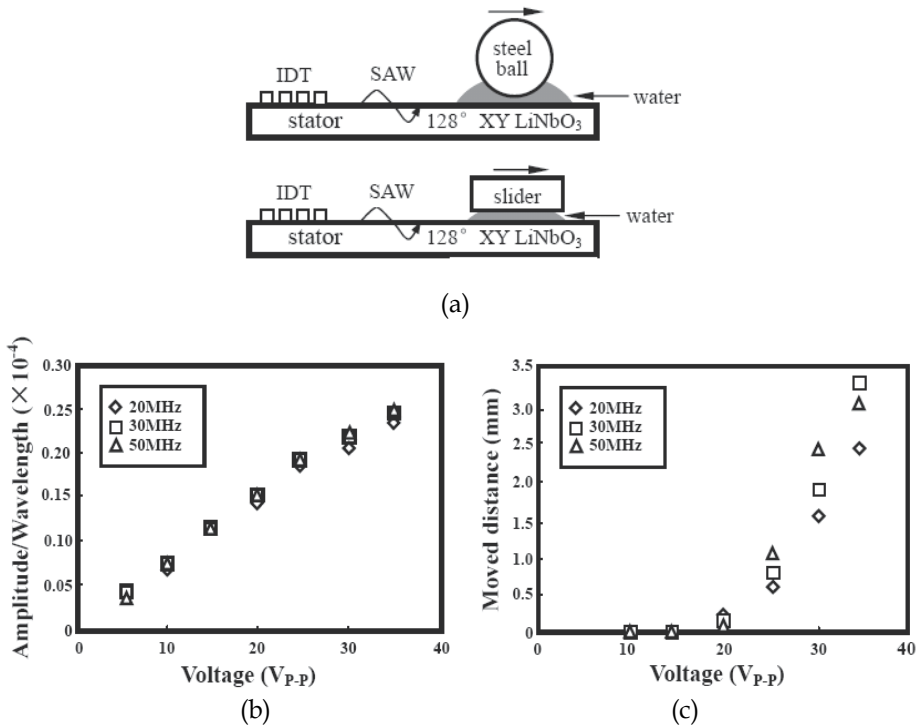 steel
ball
IDT
SAW
water
stator
128° XY LiNbO₃
IDT
SAW
slider
water
stator
128° XY LiNbO₃
(a)
Amplitude/Wavelength (×10⁻⁴)
0.30
0.25
0.20
0.15
0.10
0.05
0
20MHz
30MHz
50MHz
0
10
20
30
40
Voltage (V_P-P)
(b)
Moved distance (mm)
3.5
3.0
2.5
2.0
1.5
1.0
0.5
0
20MHz
30MHz
50MHz
0
10
20
30
40
Voltage (V_P-P)
(c)